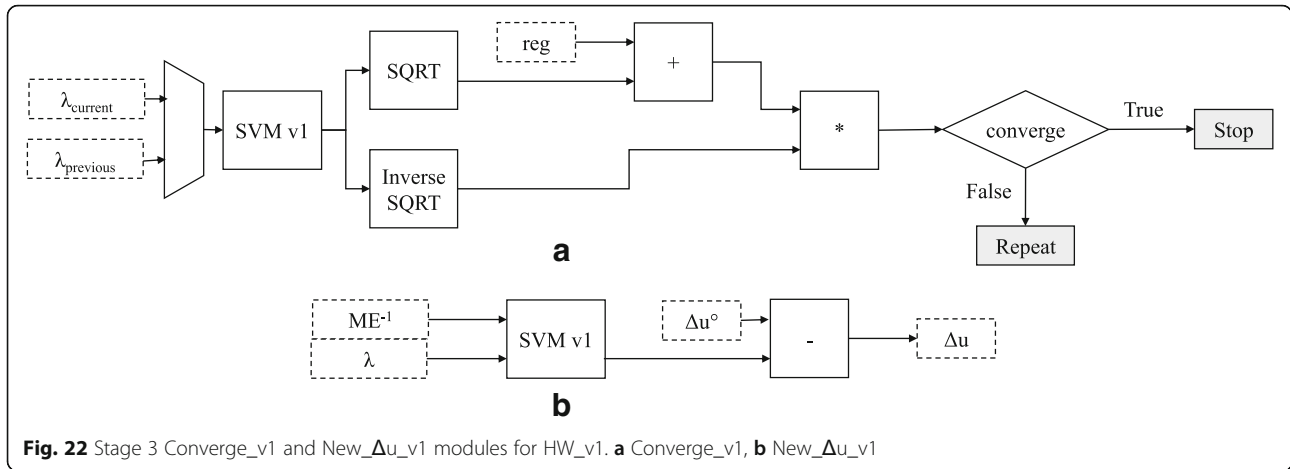 reg
SQRT
+
λcurrent
SVM v1
*
converge
True
Stop
λprevious
Inverse
SQRT
False
Repeat
a
ME⁻¹
λ
SVM v1
Δu°
-
Δu
b
Fig. 22 Stage 3 Converge_v1 and New_Δu_v1 modules for HW_v1. a Converge_v1, b New_Δu_v1